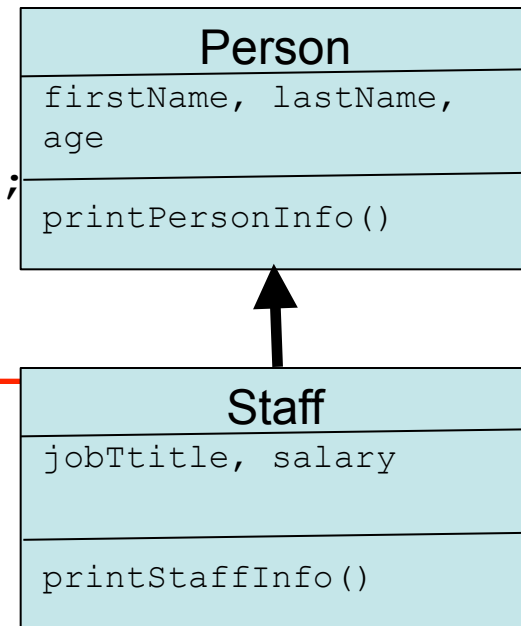 Person
firstName, lastName,
age
;
printPersonInfo()
Staff
jobTtitle, salary
printStaffInfo()